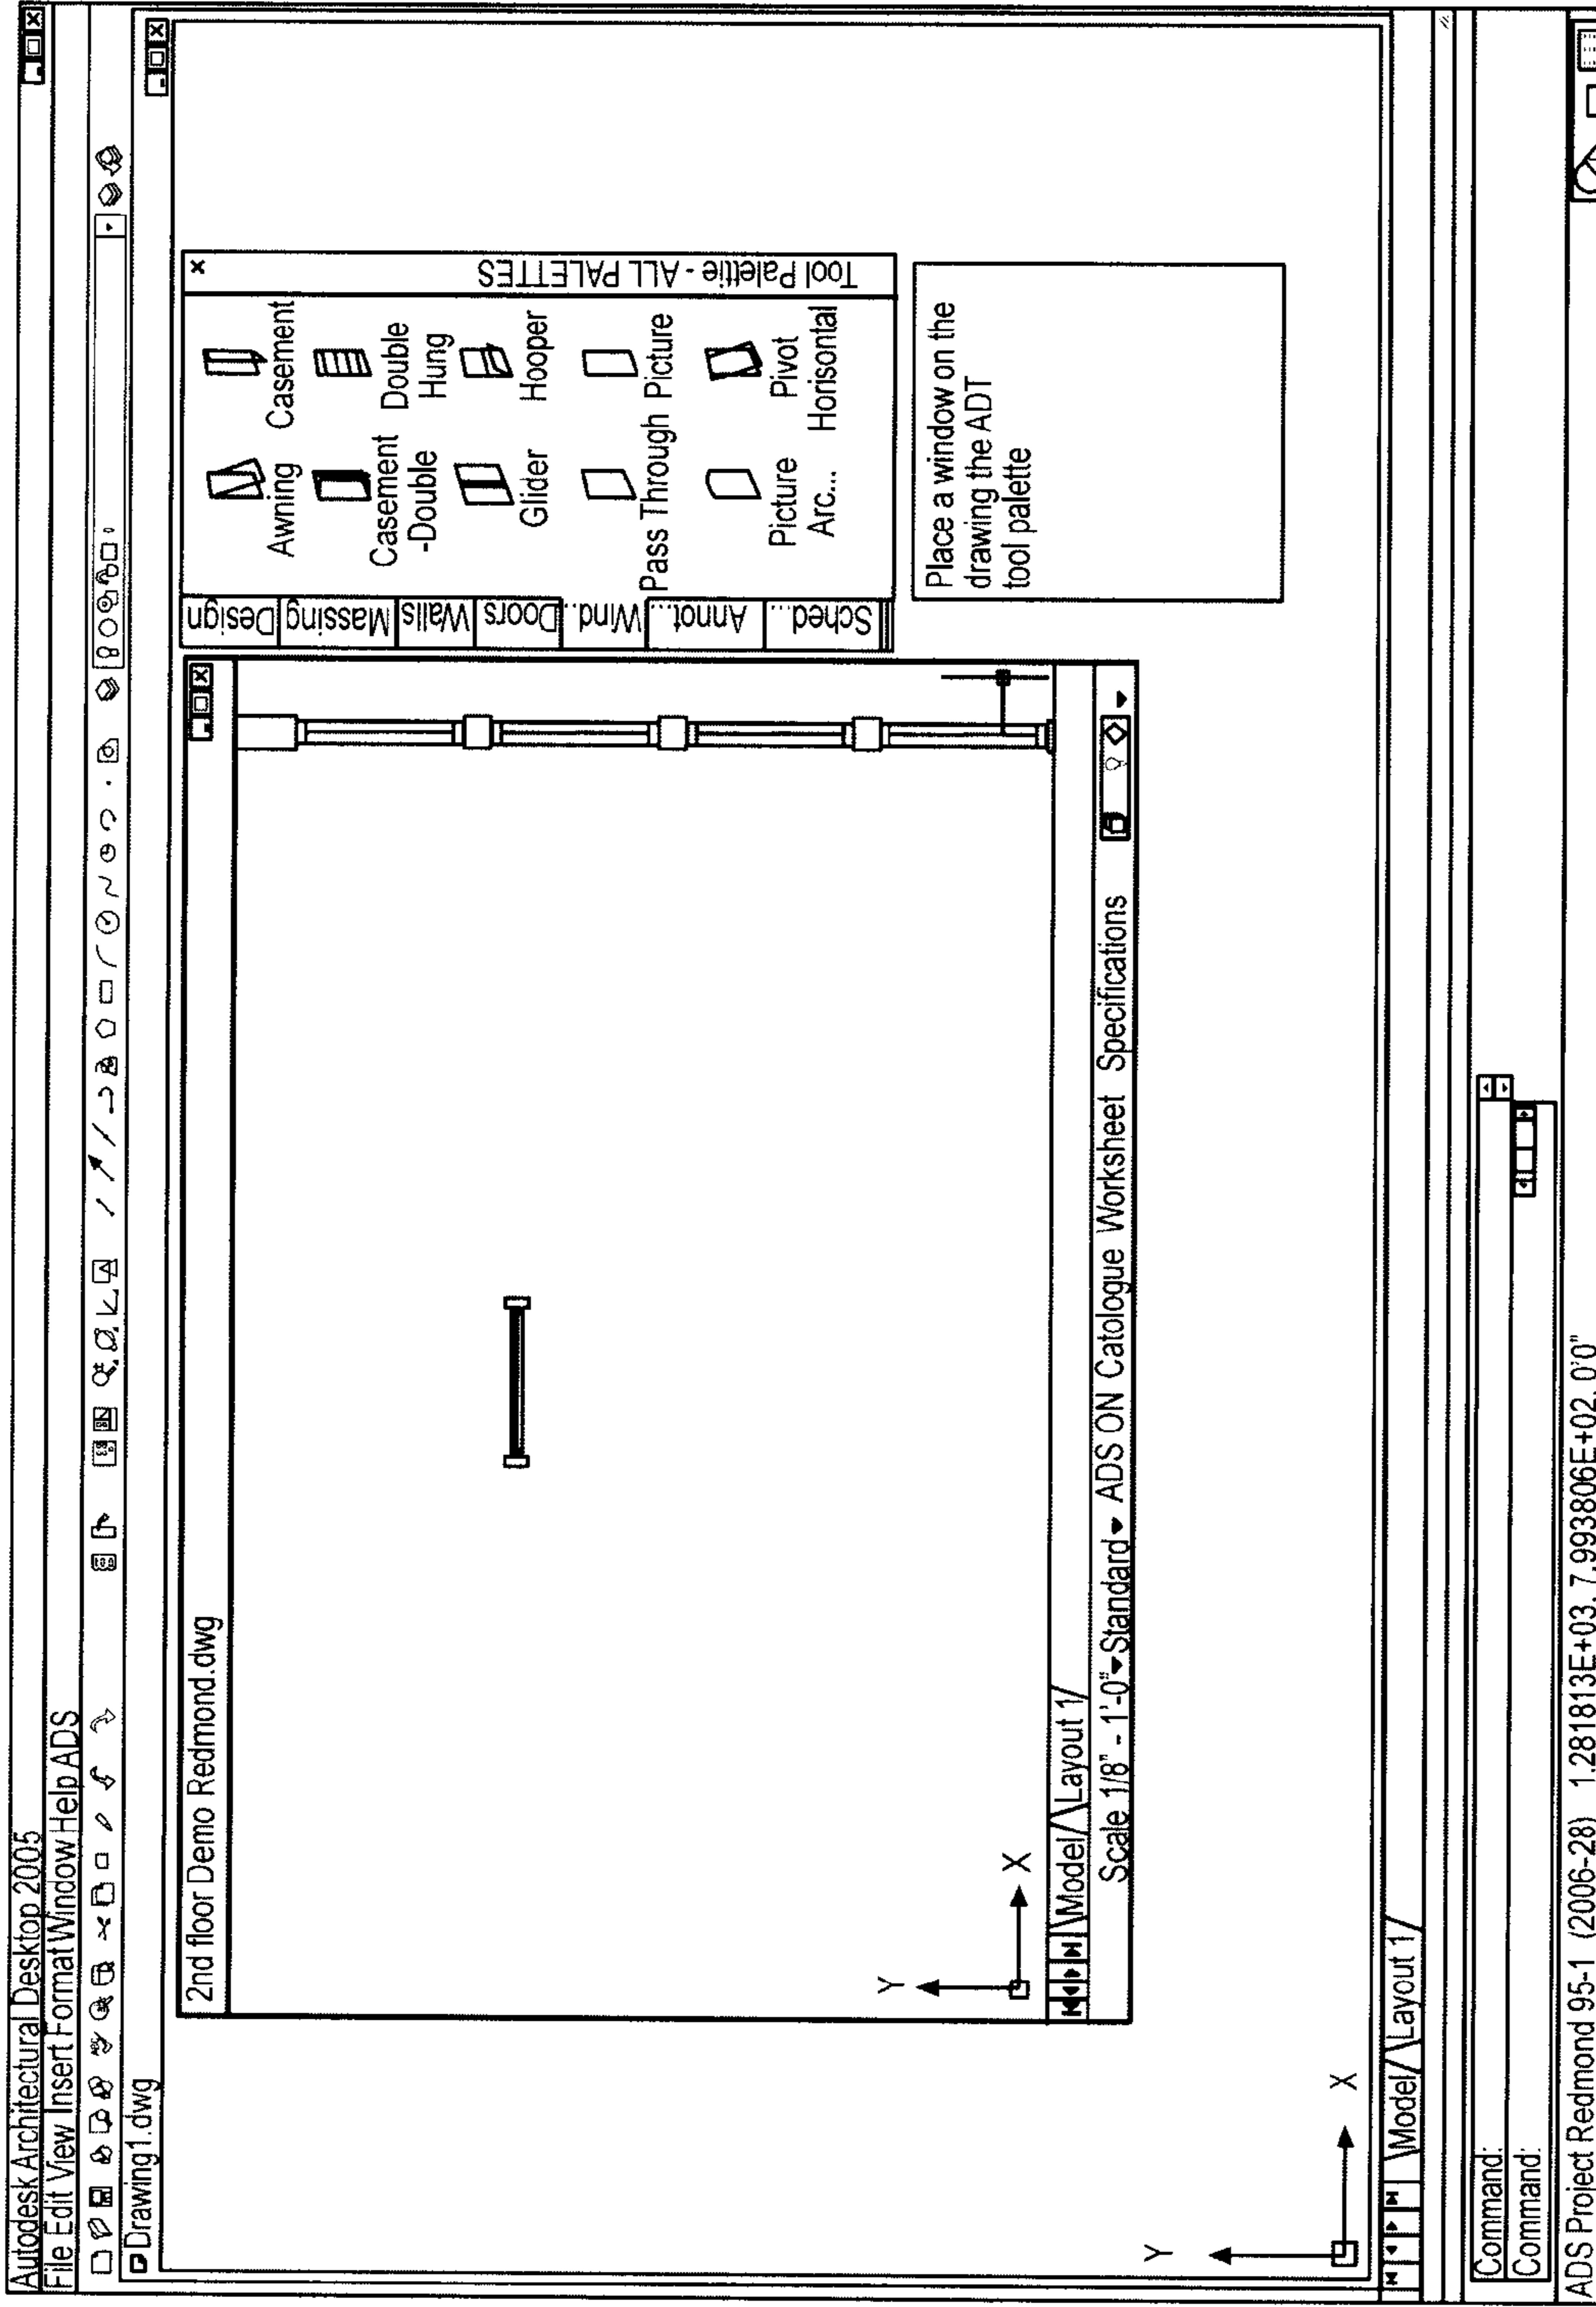 Autodesk Architectural Desktop 2005
File Edit View Insert Format Window Help ADS
Drawing1.dwg
2nd floor Demo Redmond.dwg
Y
X
Model
Layout 1
Scale 1/8" - 1'-0" Standard ADS ON Catologue Worksheet Specifications
Design
Massing
Walls
Doors
Wind...
Annot...
Sched...
Awning
Casement
Casement
-Double
Double
Hung
Glider
Hooper
Pass Through
Picture
Picture
Arc...
Pivot
Horisontal
Tool Palettie - ALL PALETTES
Place a window on the
drawing the ADT
tool palette
Y
X
Model
Layout 1
Command:
Command:
ADS Project Redmond 95-1 (2006-28) 1.281813E+03, 7.993806E+02, 0'0"